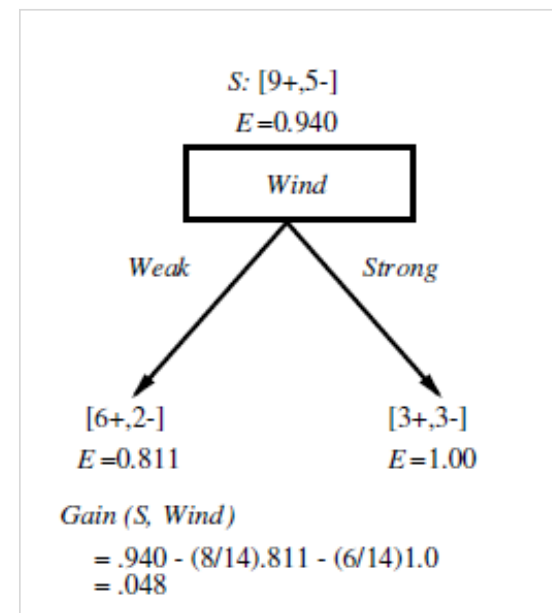 S: [9+,5-]
E=0.940
Wind
Weak Strong
[6+,2-] [3+,3-]
E=0.811 E=1.00
Gain (S, Wind)
= .940 - (8/14).811 - (6/14)1.0
= .048